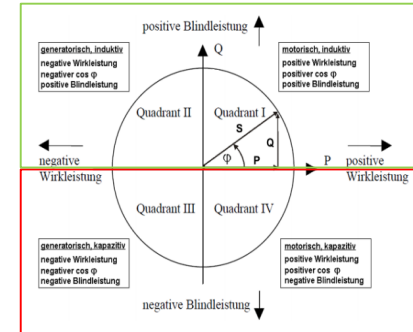 positive Blindleistung
Q
generatorisch, induktiv
negative Wirkleistung
negativer cos φ
positive Blindleistung
motorisch, induktiv
positive Wirkleistung
positiver cos φ
positive Blindleistung
Quadrant II
Quadrant I
S
Q
φ
P
P
negative
Wirkleistung
positive
Wirkleistung
Quadrant III
Quadrant IV
generatorisch, kapazitiv
negative Wirkleistung
negativer cos φ
negative Blindleistung
motorisch, kapazitiv
positive Wirkleistung
positiver cos φ
negative Blindleistung
negative Blindleistung